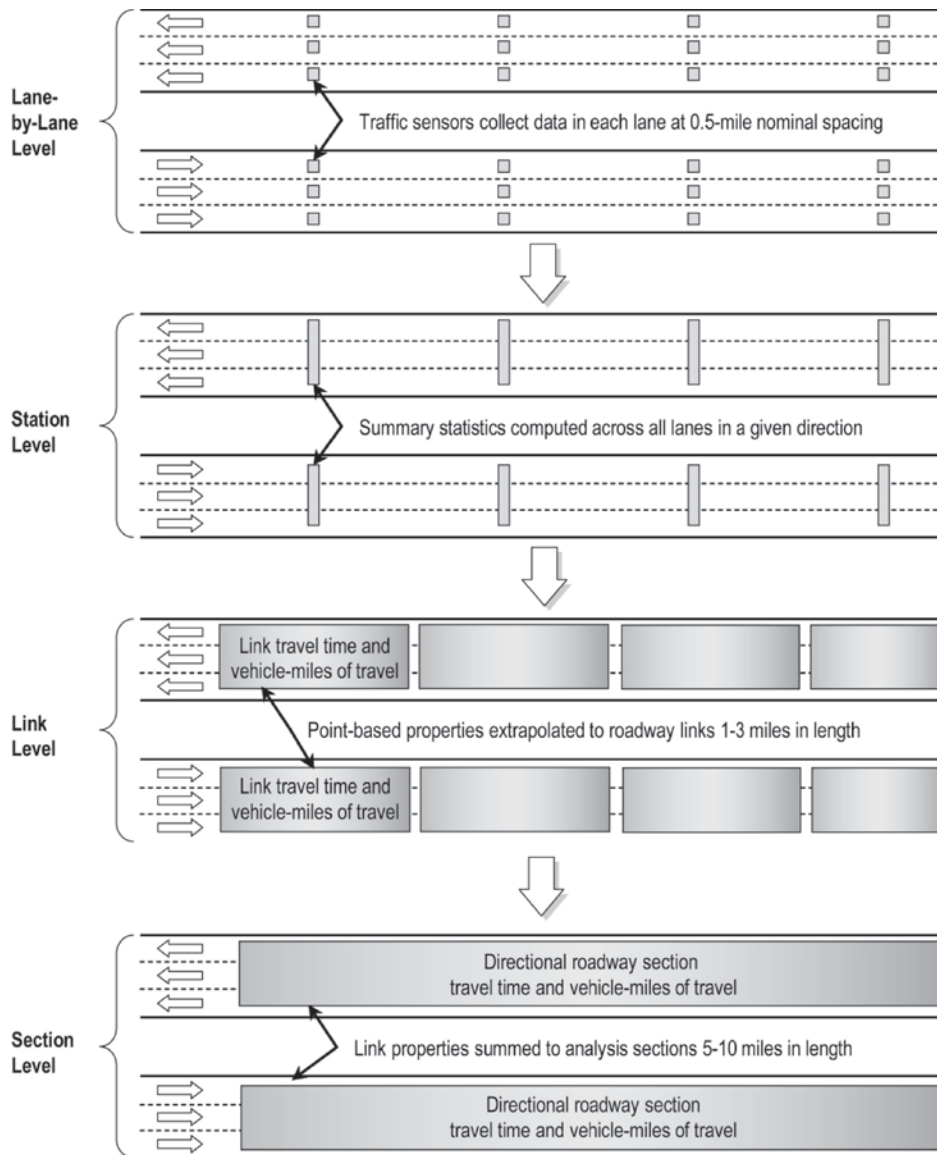 Lane-
by-Lane
Level
Traffic sensors collect data in each lane at 0.5-mile nominal spacing
Station
Level
Summary statistics computed across all lanes in a given direction
Link
Level
Link travel time and
vehicle-miles of travel
Point-based properties extrapolated to roadway links 1-3 miles in length
Link travel time and
vehicle-miles of travel
Section
Level
Directional roadway section
travel time and vehicle-miles of travel
Link properties summed to analysis sections 5-10 miles in length
Directional roadway section
travel time and vehicle-miles of travel